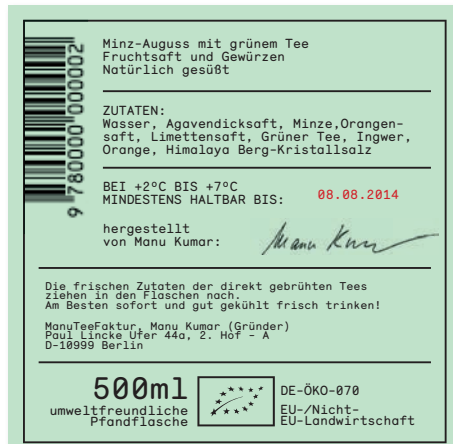 Minz-Auguss mit grünem Tee
Fruchtsaft und Gewürzen
Natürlich gesüßt
ZUTATEN:
Wasser, Agavendicksaft, Minze,Orangen-
saft, Limettensaft, Grüner Tee, Ingwer,
Orange, Himalaya Berg-Kristallsalz
BEI +2°C BIS +7°C
MINDESTENS HALTBAR BIS: 08.08.2014
hergestellt
von Manu Kumar: Manu Kumar
9 780000 000002
Die frischen Zutaten der direkt gebrühten Tees
ziehen in den Flaschen nach.
Am Besten sofort und gut gekühlt frisch trinken!
ManuTeeFaktur, Manu Kumar (Gründer)
Paul Lincke Ufer 44a, 2. Hof - A
D-10999 Berlin
500ml
umweltfreundliche
Pfandflasche
DE-ÖKO-070
EU-/Nicht-
EU-Landwirtschaft